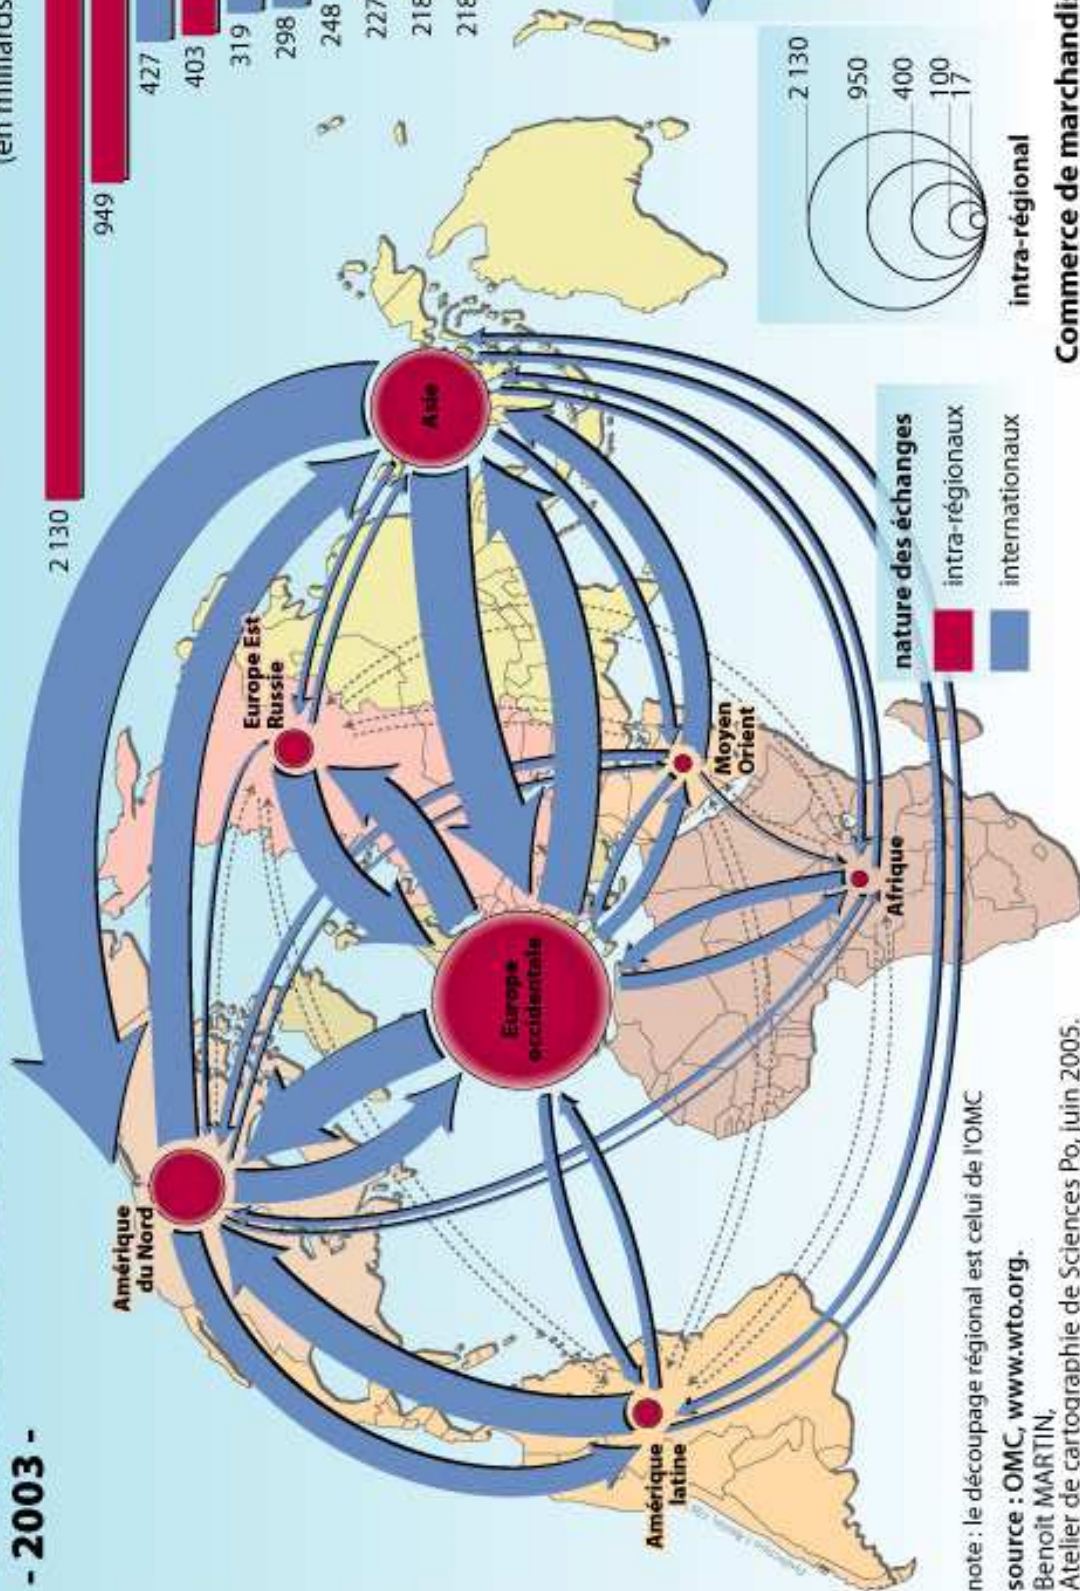 - 2003 -
(en milliards
2 130
949
427
403
319
298
248
227
218
218
Amérique
du Nord
Europe Est
Russie
Asie
Europe
occidentale
Moyen
Orient
Afrique
Amérique
latine
2 130
950
400
100
17
intra-régional
nature des échanges
intra-régionaux
internationaux
Commerce de marchandi
note : le découpage régional est celui de l'OMC
source : OMC, www.wto.org.
Benoît MARTIN,
Atelier de cartographie de Sciences Po, juin 2005.